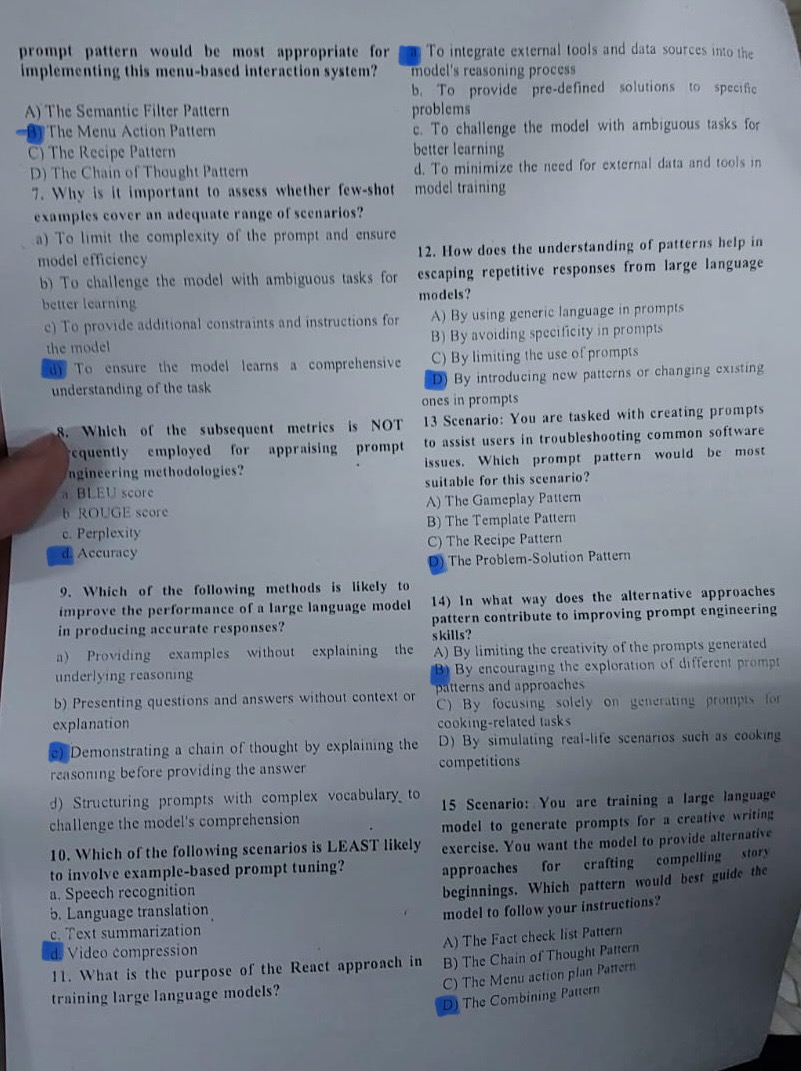 prompt pattern would be most appropriate for
implementing this menu-based interaction system?
A) The Semantic Filter Pattern
B) The Menu Action Pattern
C) The Recipe Pattern
D) The Chain of Thought Pattern
7. Why is it important to assess whether few-shot
examples cover an adequate range of scenarios?
a) To limit the complexity of the prompt and ensure
model efficiency
b) To challenge the model with ambiguous tasks for
better learning
c) To provide additional constraints and instructions for
the model
d) To ensure the model learns a comprehensive
understanding of the task
8. Which of the subsequent metrics is NOT
equently employed for appraising prompt
ngineering methodologies?
a. BLEU score
b. ROUGE score
c. Perplexity
d. Accuracy
9. Which of the following methods is likely to
improve the performance of a large language model
in producing accurate responses?
a) Providing examples without explaining the
underlying reasoning
b) Presenting questions and answers without context or
explanation
c) Demonstrating a chain of thought by explaining the
reasoning before providing the answer
d) Structuring prompts with complex vocabulary to
challenge the model's comprehension
10. Which of the following scenarios is LEAST likely
to involve example-based prompt tuning?
a. Speech recognition
b. Language translation
c. Text summarization
d. Video compression
11. What is the purpose of the React approach in
training large language models?
a. To integrate external tools and data sources into the
model's reasoning process
b. To provide pre-defined solutions to specific
problems
c. To challenge the model with ambiguous tasks for
better learning
d. To minimize the need for external data and tools in
model training
12. How does the understanding of patterns help in
escaping repetitive responses from large language
models?
A) By using generic language in prompts
B) By avoiding specificity in prompts
C) By limiting the use of prompts
D) By introducing new patterns or changing existing
ones in prompts
13 Scenario: You are tasked with creating prompts
to assist users in troubleshooting common software
issues. Which prompt pattern would be most
suitable for this scenario?
A) The Gameplay Pattern
B) The Template Pattern
C) The Recipe Pattern
D) The Problem-Solution Pattern
14) In what way does the alternative approaches
pattern contribute to improving prompt engineering
skills?
A) By limiting the creativity of the prompts generated
B) By encouraging the exploration of different prompt
patterns and approaches
C) By focusing solely on generating prompts for
cooking-related tasks
D) By simulating real-life scenarios such as cooking
competitions
15 Scenario: You are training a large language
model to generate prompts for a creative writing
exercise. You want the model to provide alternative
approaches for crafting compelling story
beginnings. Which pattern would best guide the
model to follow your instructions?
A) The Fact check list Pattern
B) The Chain of Thought Pattern
C) The Menu action plan Pattern
D) The Combining Pattern